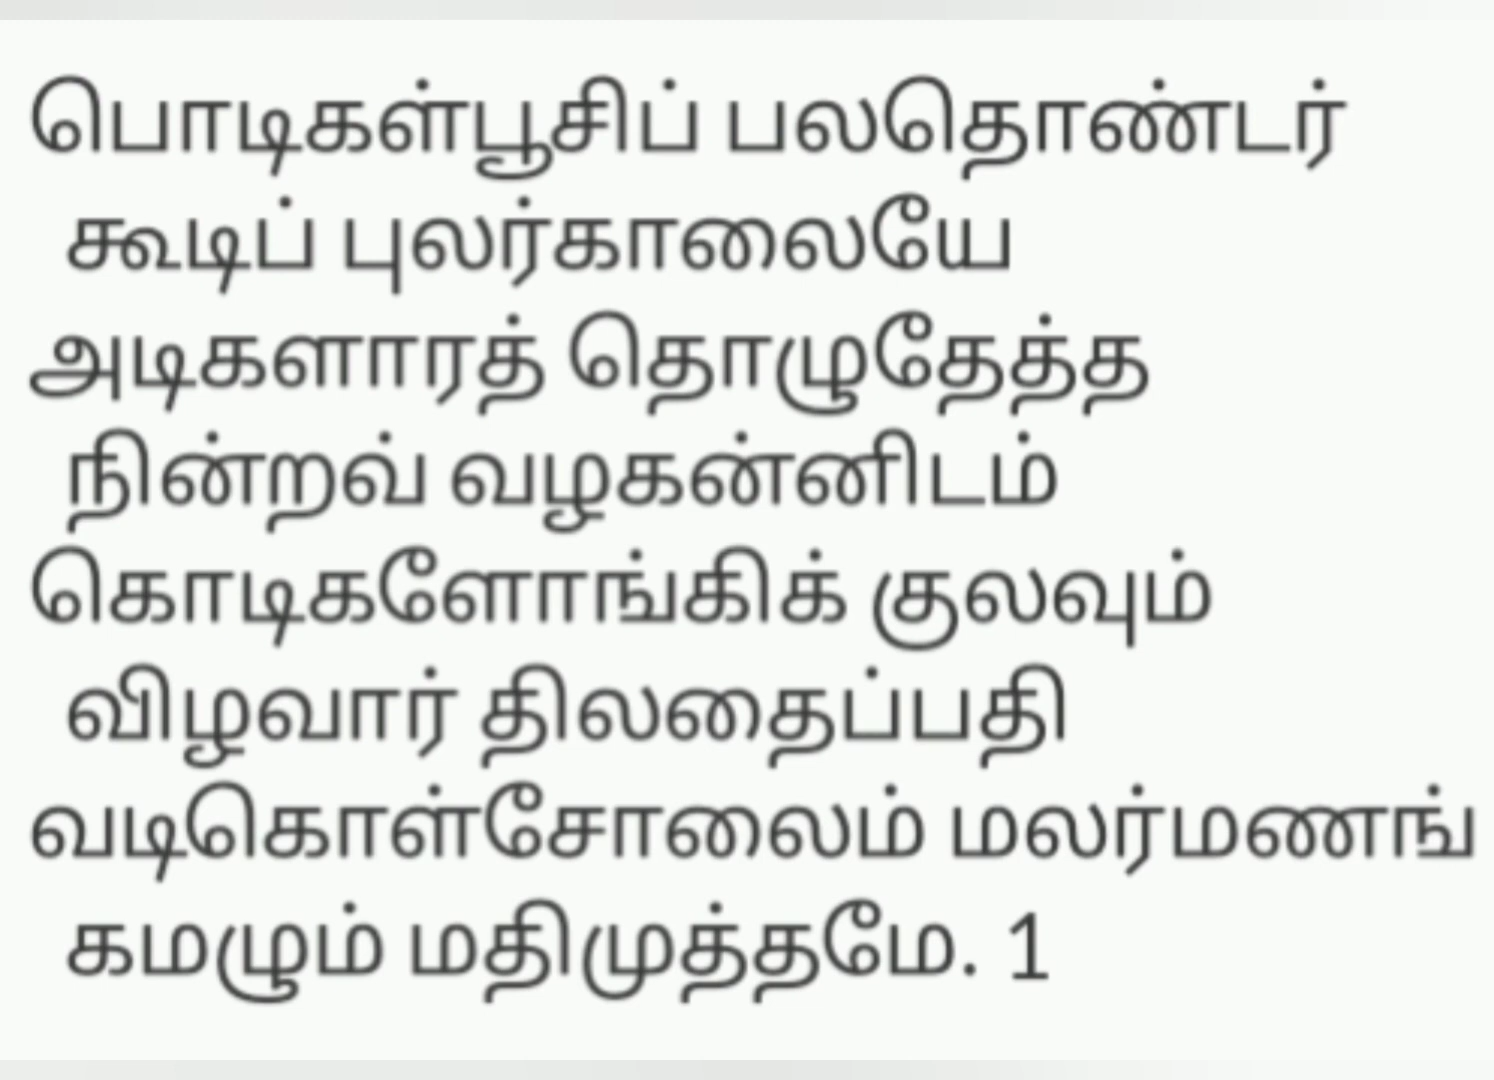 பொடிகள்பூசிப் பலதொண்டர்
கூடிப் புலர்காலையே
அடிகளாரத் தொழுதேத்த
நின்றவ் வழகன்னிடம்
கொடிகளோங்கிக் குலவும்
விழவார் திலதைப்பதி
வடிகொள்சோலைம் மலர்மணங்
கமழும் மதிமுத்தமே. 1